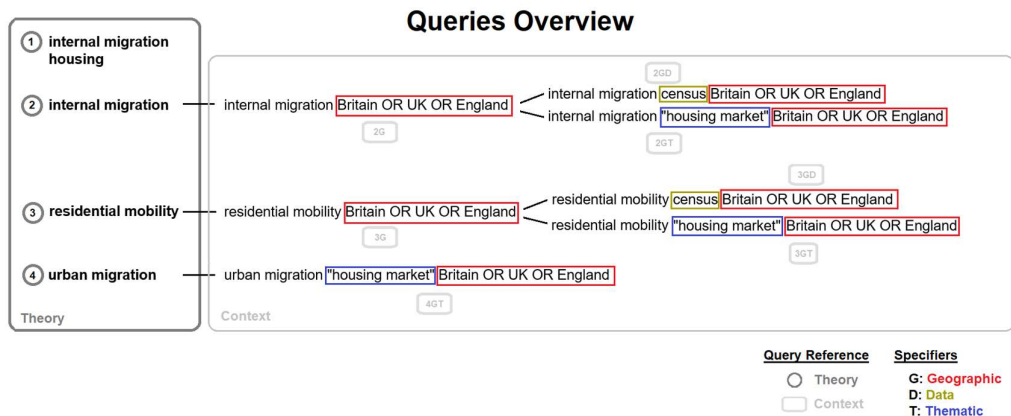 Queries Overview
1 internal migration
housing
2 internal migration
internal migration Britain OR UK OR England
2G
2GD
internal migration census Britain OR UK OR England
internal migration "housing market" Britain OR UK OR England
2GT
3 residential mobility
residential mobility Britain OR UK OR England
3G
3GD
residential mobility census Britain OR UK OR England
residential mobility "housing market" Britain OR UK OR England
3GT
4 urban migration
urban migration "housing market" Britain OR UK OR England
4GT
Theory
Context
Query Reference
Theory
Context
Specifiers
G: Geographic
D: Data
T: Thematic